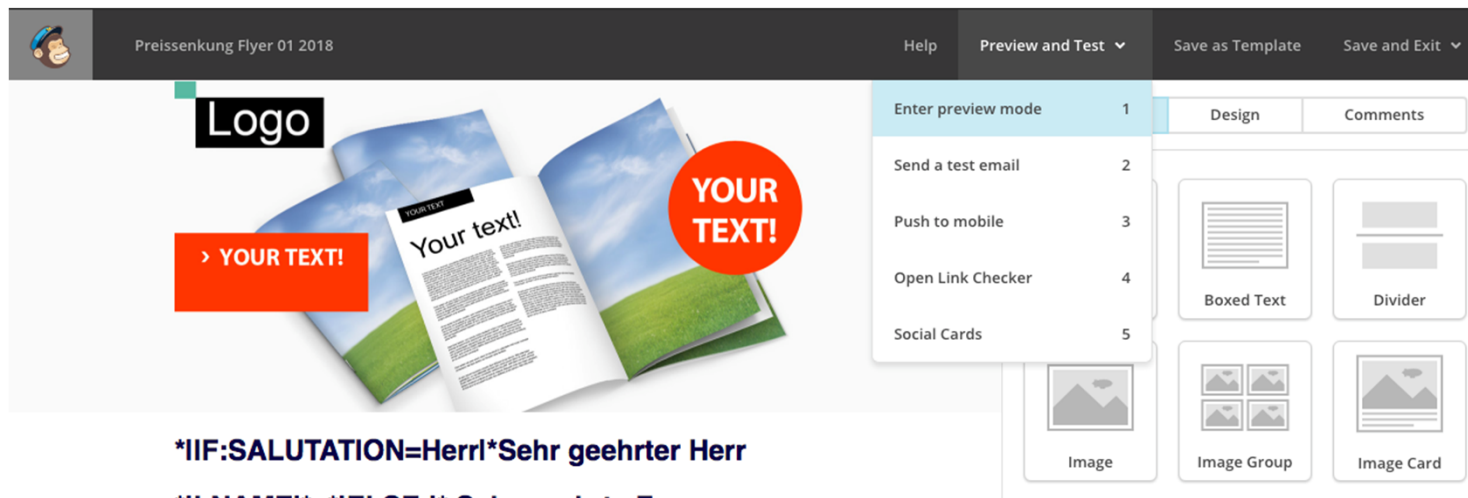 Preissenkung Flyer 01 2018
Help
Preview and Test
Save as Template
Save and Exit
Enter preview mode 1
Send a test email 2
Push to mobile 3
Open Link Checker 4
Social Cards 5
Design
Comments
Logo
YOUR TEXT
Your text!
YOUR
TEXT!
› YOUR TEXT!
Boxed Text
Divider
Image
Image Group
Image Card
*|IF:SALUTATION=Herr|*Sehr geehrter Herr